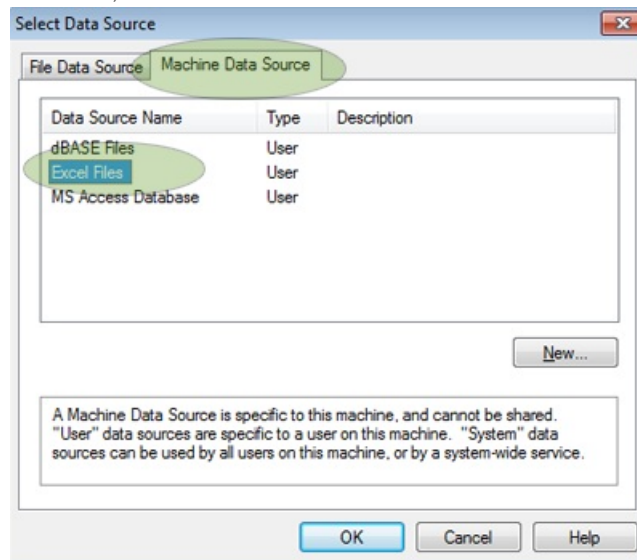 Select Data Source
File Data Source Machine Data Source
Data Source Name Type Description
dBASE Files User
Excel Files User
MS Access Database User
New...
A Machine Data Source is specific to this machine, and cannot be shared.
"User" data sources are specific to a user on this machine. "System" data
sources can be used by all users on this machine, or by a system-wide service.
OK Cancel Help